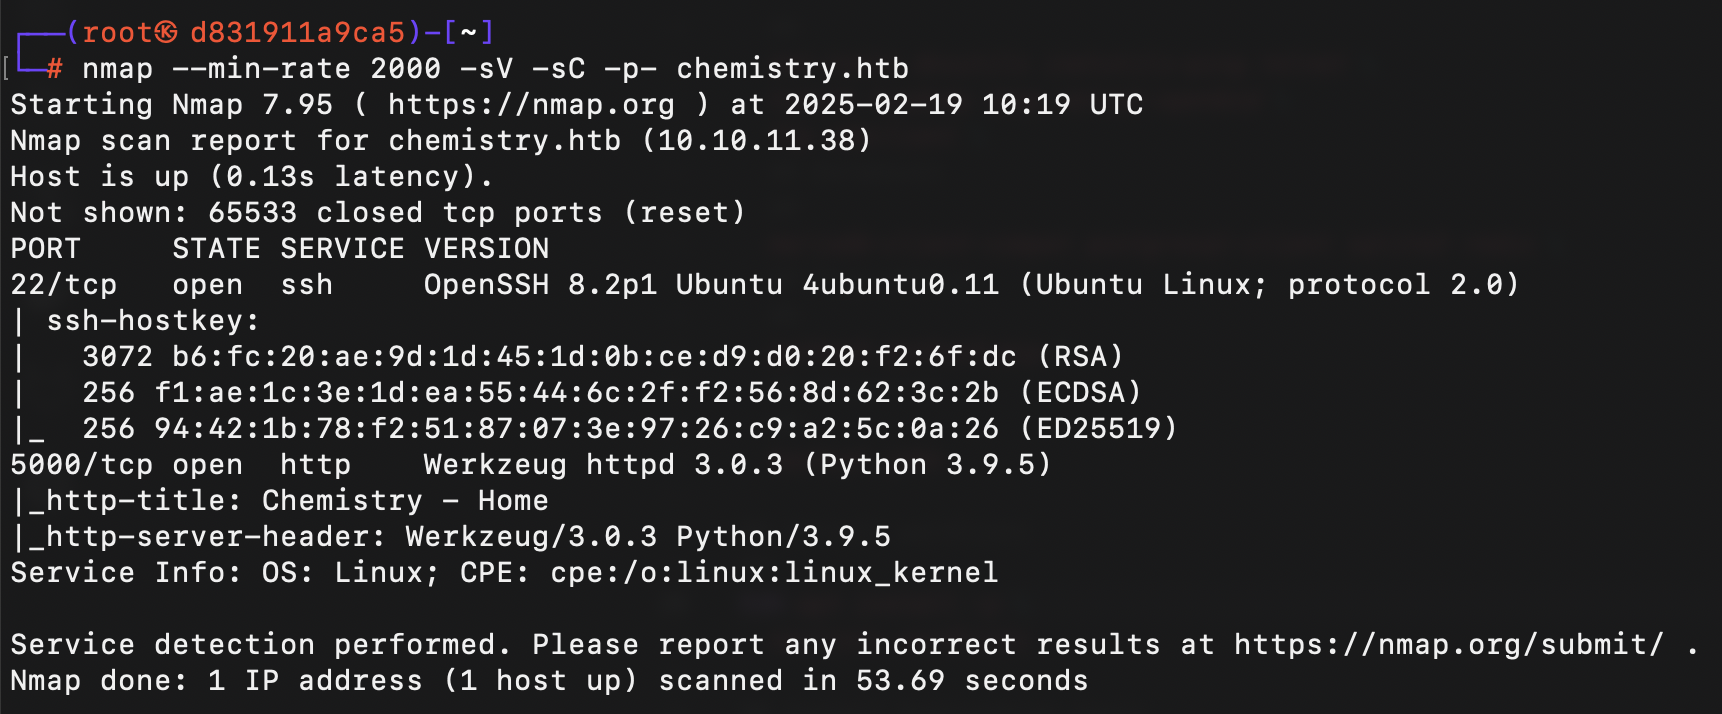 ┌──(root㉿ d831911a9ca5)-[~]
└─# nmap --min-rate 2000 -sV -sC -p- chemistry.htb
Starting Nmap 7.95 ( https://nmap.org ) at 2025-02-19 10:19 UTC
Nmap scan report for chemistry.htb (10.10.11.38)
Host is up (0.13s latency).
Not shown: 65533 closed tcp ports (reset)
PORT     STATE SERVICE VERSION
22/tcp   open  ssh     OpenSSH 8.2p1 Ubuntu 4ubuntu0.11 (Ubuntu Linux; protocol 2.0)
| ssh-hostkey:
|   3072 b6:fc:20:ae:9d:1d:45:1d:0b:ce:d9:d0:20:f2:6f:dc (RSA)
|   256 f1:ae:1c:3e:1d:ea:55:44:6c:2f:f2:56:8d:62:3c:2b (ECDSA)
|_  256 94:42:1b:78:f2:51:87:07:3e:97:26:c9:a2:5c:0a:26 (ED25519)
5000/tcp open  http    Werkzeug httpd 3.0.3 (Python 3.9.5)
|_http-title: Chemistry - Home
|_http-server-header: Werkzeug/3.0.3 Python/3.9.5
Service Info: OS: Linux; CPE: cpe:/o:linux:linux_kernel

Service detection performed. Please report any incorrect results at https://nmap.org/submit/ .
Nmap done: 1 IP address (1 host up) scanned in 53.69 seconds